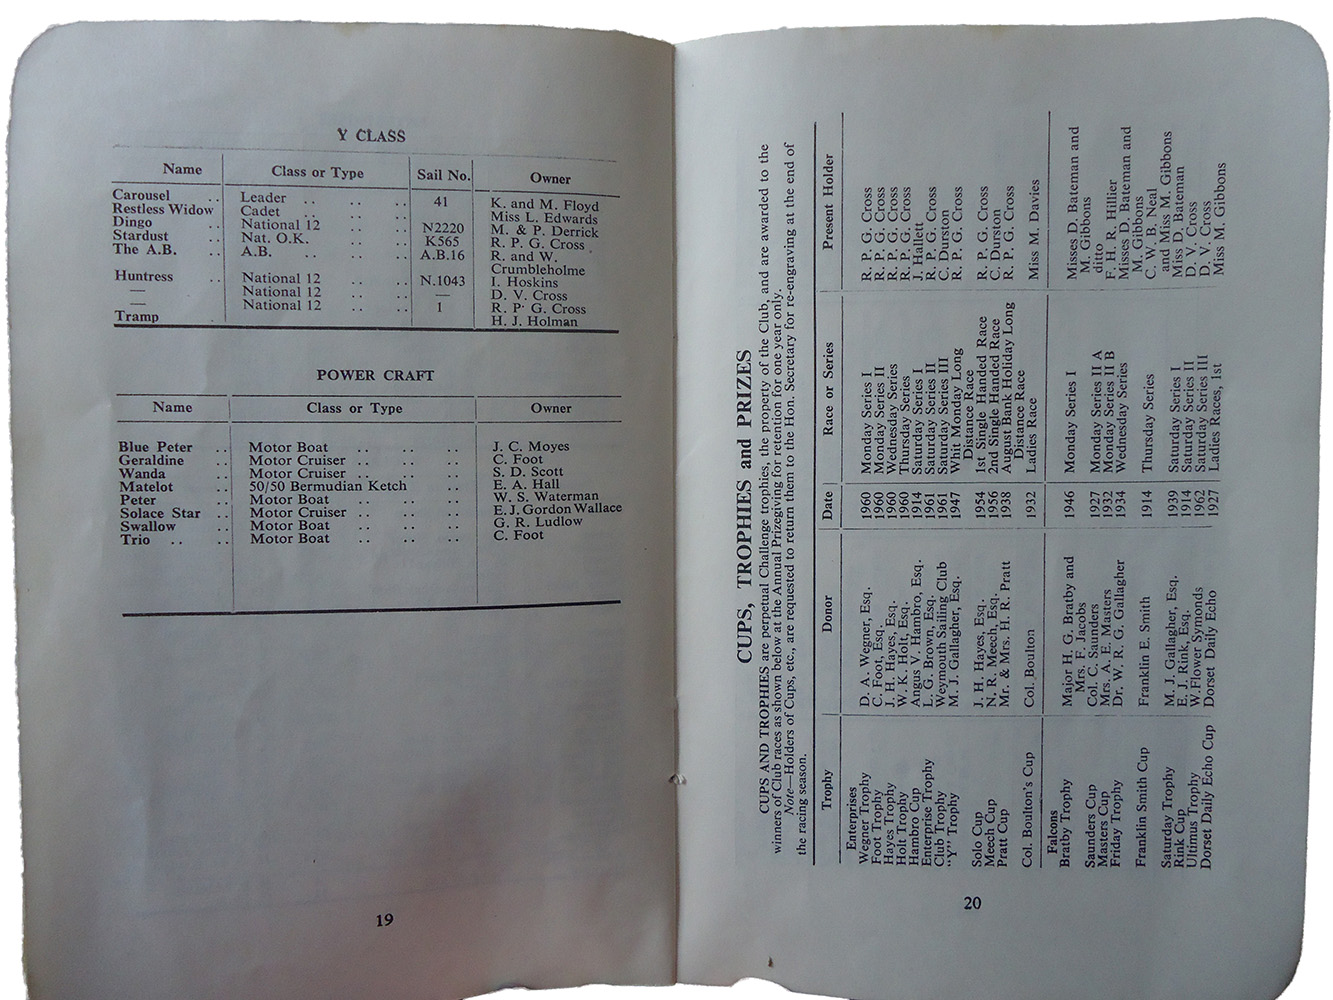 Y CLASS
Name Class or Type Sail No. Owner
Carousel .. Leader .. .. .. 41 K. and M. Floyd
Restless Widow Cadet .. .. .. Miss L. Edwards
Dingo .. National 12 .. .. N2220 M. & P. Derrick
Stardust .. Nat. O.K. .. .. K565 R. P. G. Cross
The A.B. .. A.B. .. .. .. A.B.16 R. and W.
Crumbleholme
Huntress .. National 12 .. .. N.1043 I. Hoskins
— National 12 .. .. — D. V. Cross
— National 12 .. .. 1 R. P. G. Cross
Tramp H. J. Holman
POWER CRAFT
Name Class or Type Owner
Blue Peter .. Motor Boat .. .. .. J. C. Moyes
Geraldine .. Motor Cruiser .. .. .. C. Foot
Wanda .. Motor Cruiser .. .. .. S. D. Scott
Matelot .. 50/50 Bermudian Ketch .. E. A. Hall
Peter .. Motor Boat .. .. .. W. S. Waterman
Solace Star .. Motor Cruiser .. .. .. E. J. Gordon Wallace
Swallow .. Motor Boat .. .. .. G. R. Ludlow
Trio .. .. Motor Boat .. .. .. C. Foot
19
CUPS, TROPHIES and PRIZES
CUPS AND TROPHIES are perpetual Challenge trophies, the property of the Club, and are awarded to the
winners of Club races as shown below at the Annual Prizegiving for retention for one year only.
Note—Holders of Cups, etc., are requested to return them to the Hon. Secretary for re-engraving at the end of
the racing season.
Trophy Donor Date Race or Series Present Holder
Enterprises
Wegner Trophy D. A. Wegner, Esq. 1960 Monday Series I R. P. G. Cross
Foot Trophy C. Foot, Esq. 1960 Monday Series II R. P. G. Cross
Hayes Trophy J. H. Hayes, Esq. 1960 Wednesday Series R. P. G. Cross
Holt Trophy W. K. Holt, Esq. 1960 Thursday Series R. P. G. Cross
Hambro Cup Angus V. Hambro, Esq. 1914 Saturday Series I J. Hallett
Enterprise Trophy L. G. Brown, Esq. 1961 Saturday Series II R. P. G. Cross
Club Trophy Weymouth Sailing Club 1961 Saturday Series III C. Durston
"Y" Trophy M. J. Gallagher, Esq. 1947 Whit Monday Long R. P. G. Cross
Distance Race
Solo Cup J. H. Hayes, Esq. 1954 1st Single Handed Race R. P. G. Cross
Meech Cup N. R. Meech, Esq. 1956 2nd Single Handed Race C. Durston
Pratt Cup Mr. & Mrs. H. R. Pratt 1938 August Bank Holiday Long R. P. G. Cross
Distance Race
Col. Boulton's Cup Col. Boulton 1932 Ladies Race Miss M. Davies
Falcons
Bratby Trophy Major H. G. Bratby and 1946 Monday Series I Misses D. Bateman and
Mrs. F. Jacobs M. Gibbons
Saunders Cup Col. C. Saunders 1927 Monday Series II A ditto
Masters Cup Mrs. A. E. Masters 1932 Monday Series III B F. H. R. Hillier
Friday Trophy Dr. W. R. G. Gallagher 1934 Wednesday Series Misses D. Bateman and
M. Gibbons
Franklin Smith Cup Franklin E. Smith 1914 Thursday Series C. W. B. Neal
and Miss M. Gibbons
Saturday Trophy M. J. Gallagher, Esq. 1939 Saturday Series I Miss D. Bateman
Rink Cup E. J. Rink, Esq. 1914 Saturday Series II D. V. Cross
Ultimus Trophy W. Flower Symonds 1962 Saturday Series III D. V. Cross
Dorset Daily Echo Cup Dorset Daily Echo 1927 Ladies Races, 1st Miss M. Gibbons
20